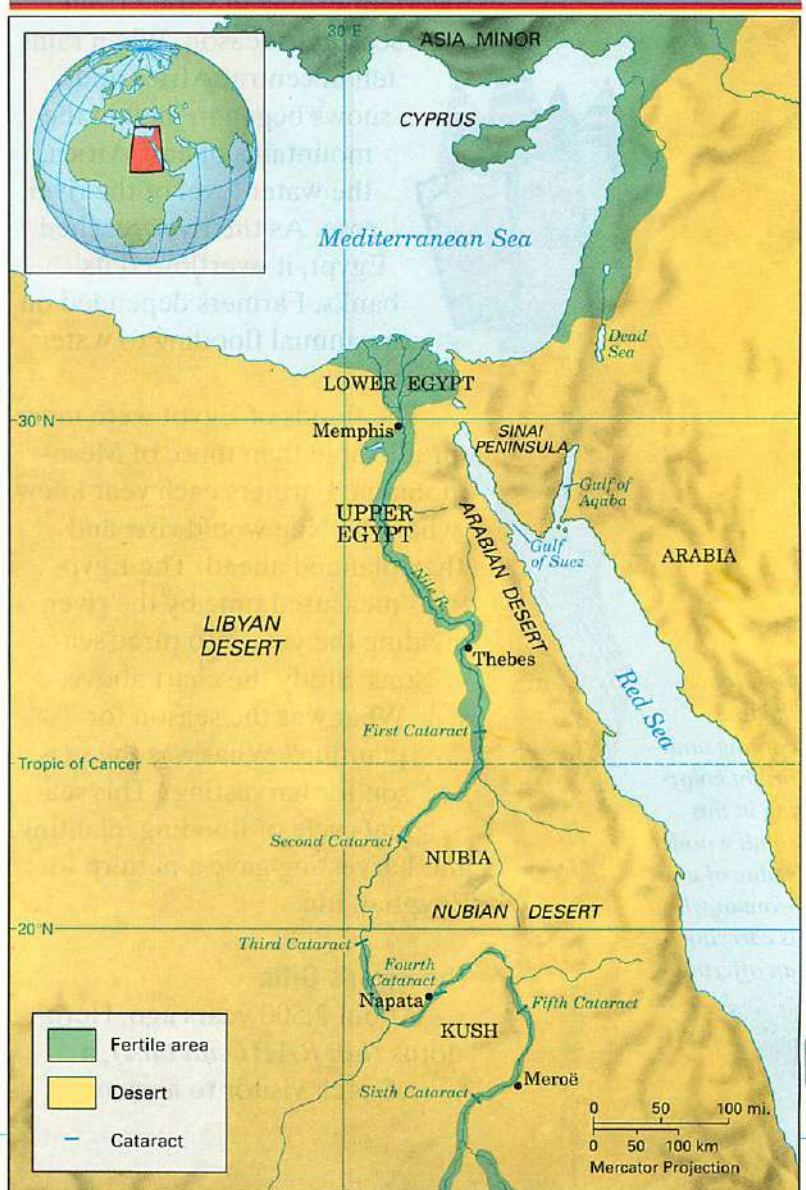 30°E
ASIA MINOR
CYPRUS
Mediterranean Sea
Dead
Sea
LOWER EGYPT
30°N
Memphis
SINAI
PENINSULA
Gulf of
Aqaba
UPPER
EGYPT
ARABIAN DESERT
Gulf
of Suez
ARABIA
Nile R.
LIBYAN
DESERT
Thebes
Red Sea
First Cataract
Tropic of Cancer
Second Cataract
NUBIA
NUBIAN DESERT
20°N
Third Cataract
Fourth
Cataract
Napata
Fifth Cataract
KUSH
Meroë
Sixth Cataract
Fertile area
Desert
Cataract
0 50 100 mi.
0 50 100 km
Mercator Projection